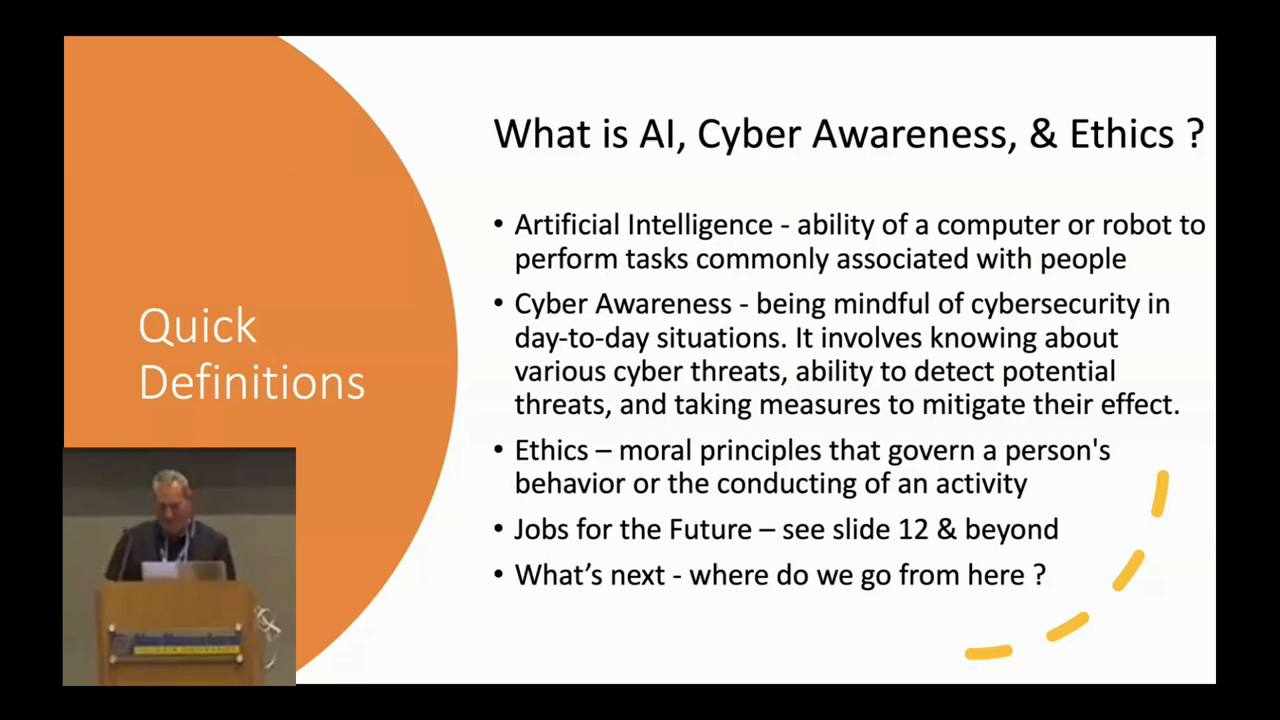 What is AI, Cyber Awareness, & Ethics ?
• Artificial Intelligence - ability of a computer or robot to
perform tasks commonly associated with people
• Cyber Awareness - being mindful of cybersecurity in
day-to-day situations. It involves knowing about
various cyber threats, ability to detect potential
threats, and taking measures to mitigate their effect.
• Ethics – moral principles that govern a person's
behavior or the conducting of an activity
• Jobs for the Future – see slide 12 & beyond
• What’s next - where do we go from here ?
Quick
Definitions